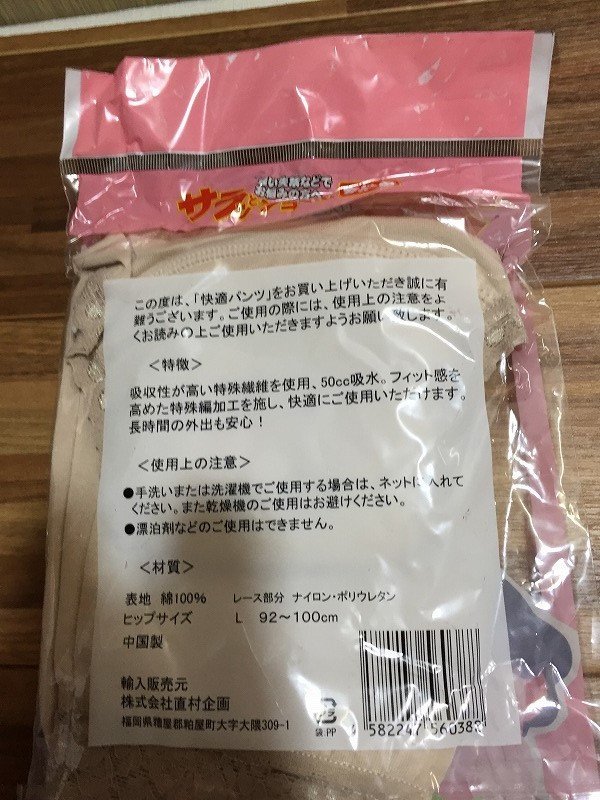 お悩みの方へ
サラッ
この度は、「快適パンツ」をお買い上げいただき誠に有
難うございます。ご使用の際には、使用上の注意をよ
くお読みの上ご使用いただきますようお願い致します。
＜特徴＞
吸収性が高い特殊繊維を使用、50cc吸水。フィット感を
高めた特殊編加工を施し、快適にご使用いただけます。
長時間の外出も安心！
＜使用上の注意＞
●手洗いまたは洗濯機でご使用する場合は、ネットに入れて
ください。また乾燥機のご使用はお避けください。
●漂泊剤などのご使用はできません。
＜材質＞
表地 綿100% レース部分 ナイロン・ポリウレタン
ヒップサイズ L 92～100cm
中国製
輸入販売元
株式会社直村企画
福岡県糟屋郡粕屋町大字大隈309-1
袋:PP
582247 560388